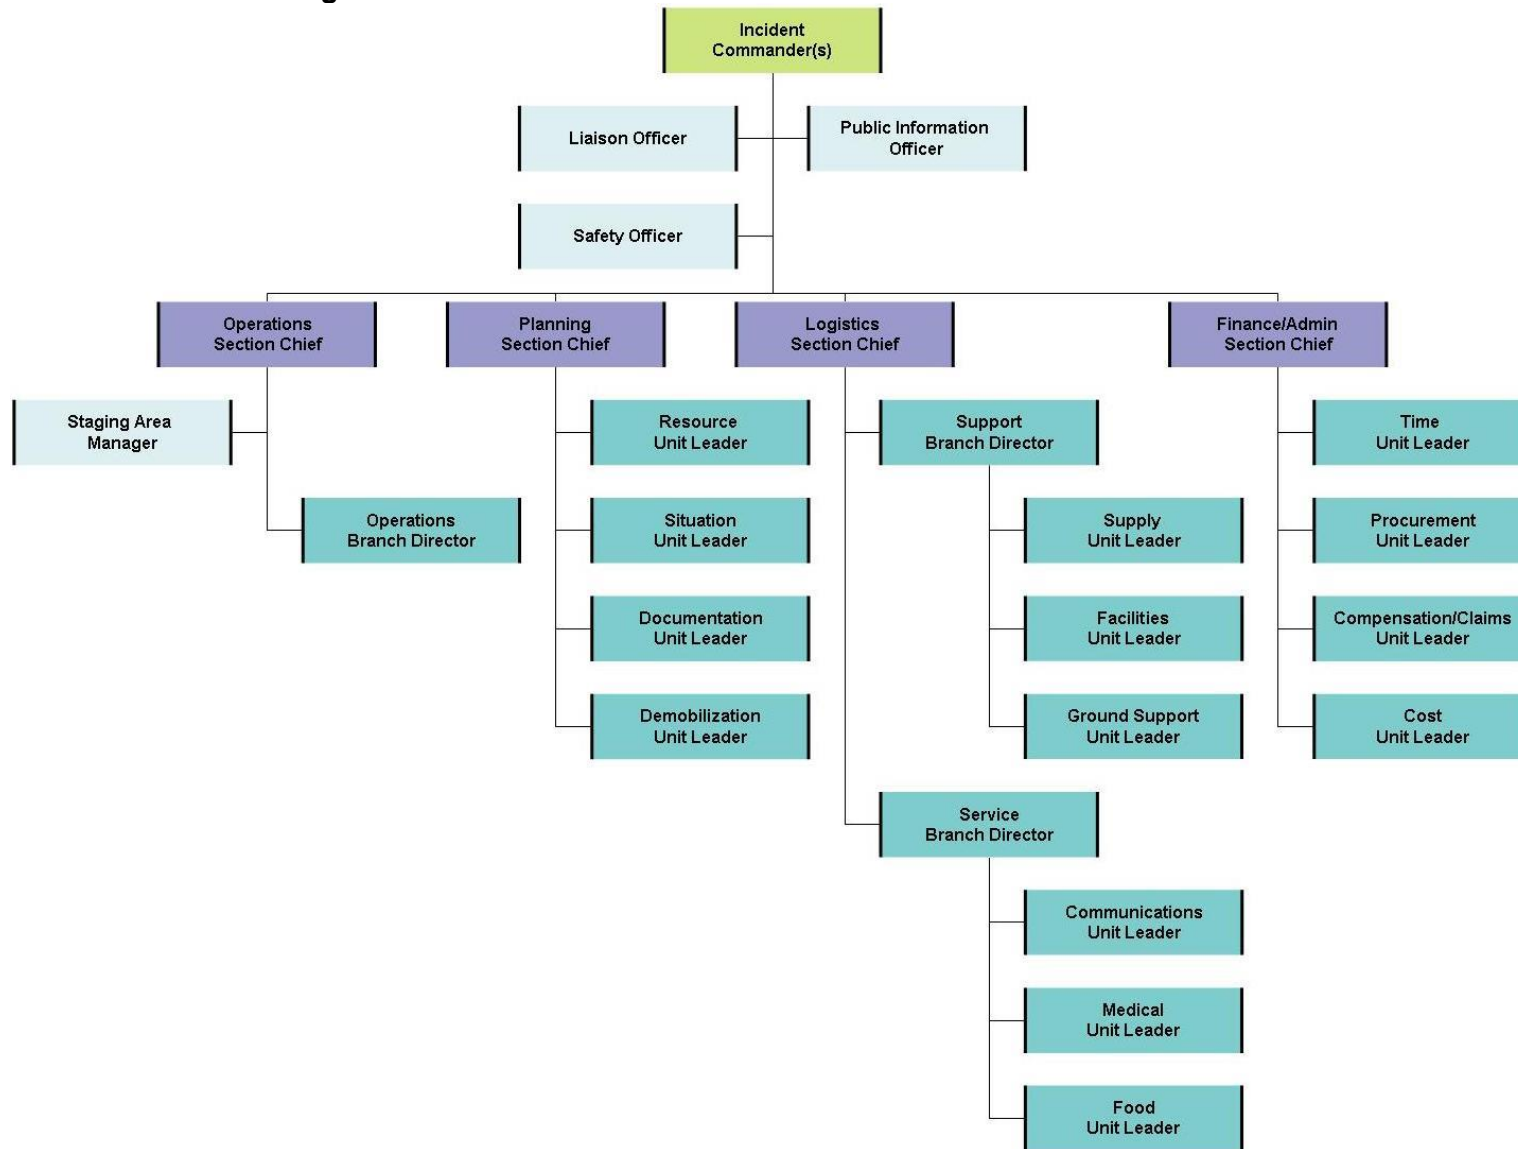 Incident
Commander(s)
Liaison Officer
Public Information
Officer
Safety Officer
Operations
Section Chief
Planning
Section Chief
Logistics
Section Chief
Finance/Admin
Section Chief
Staging Area
Manager
Resource
Unit Leader
Support
Branch Director
Time
Unit Leader
Operations
Branch Director
Situation
Unit Leader
Supply
Unit Leader
Procurement
Unit Leader
Documentation
Unit Leader
Facilities
Unit Leader
Compensation/Claims
Unit Leader
Demobilization
Unit Leader
Ground Support
Unit Leader
Cost
Unit Leader
Service
Branch Director
Communications
Unit Leader
Medical
Unit Leader
Food
Unit Leader